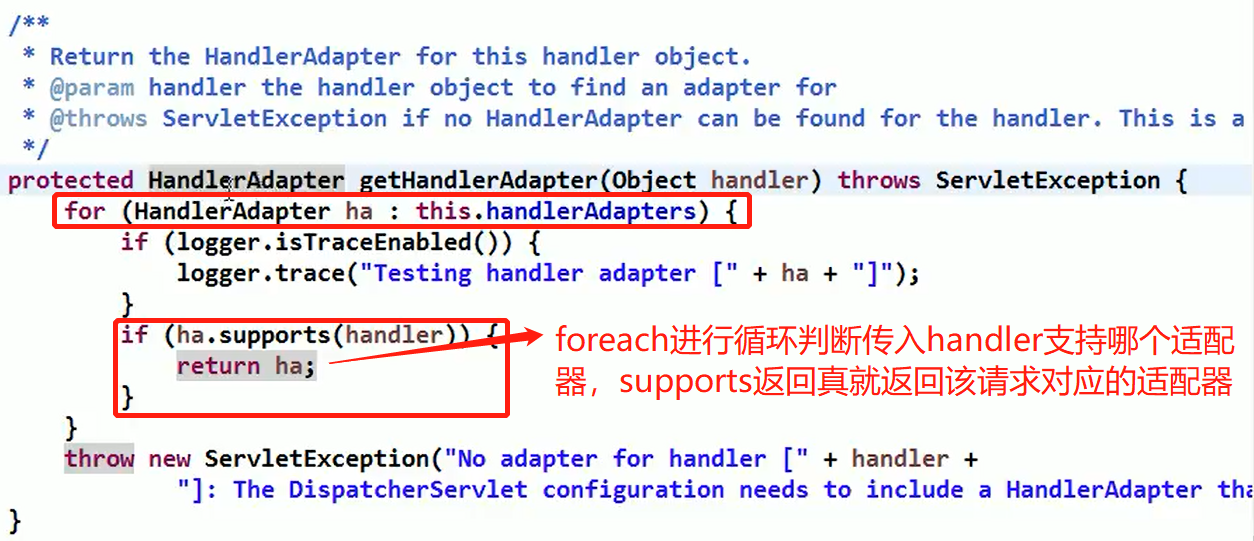 /**
* Return the HandlerAdapter for this handler object.
* @param handler the handler object to find an adapter for
* @throws ServletException if no HandlerAdapter can be found for the handler. This is a
*/
protected HandlerAdapter getHandlerAdapter(Object handler) throws ServletException {
for (HandlerAdapter ha : this.handlerAdapters) {
if (logger.isTraceEnabled()) {
logger.trace("Testing handler adapter [" + ha + "]");
}
if (ha.supports(handler)) {
return ha;
}
foreach进行循环判断传入handler支持哪个适配
器，supports返回真就返回该请求对应的适配器
}
throw new ServletException("No adapter for handler [" + handler +
"]: The DispatcherServlet configuration needs to include a HandlerAdapter tha
}